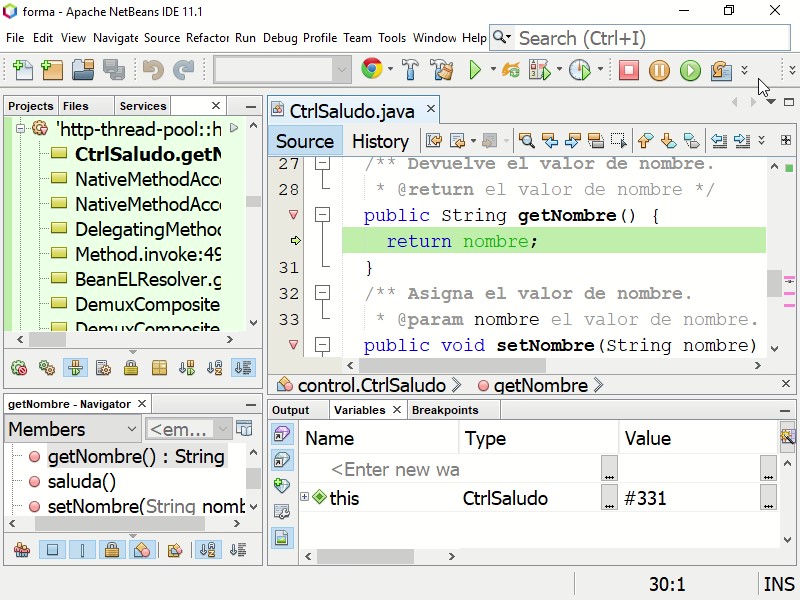 forma - Apache NetBeans IDE 11.1
File Edit View Navigate Source Refactor Run Debug Profile Team Tools Window Help
Search (Ctrl+I)
Projects Files Services
'http-thread-pool::h
CtrlSaludo.getN
NativeMethodAcce
NativeMethodAcce
DelegatingMethod
Method.invoke:49
BeanELResolver.g
DemuxComposite
DemuxComposite
getNombre - Navigator
Members
<em...
getNombre() : String
saluda()
setNombre(String nomb
CtrlSaludo.java
Source History
27 /** Devuelve el valor de nombre.
28 * @return el valor de nombre */
public String getNombre() {
return nombre;
31 }
32 /** Asigna el valor de nombre.
33 * @param nombre el valor de nombre.
public void setNombre(String nombre)
control.CtrlSaludo getNombre
Output Variables Breakpoints
Name Type Value
<Enter new wa
... ...
this CtrlSaludo ... #331 ...
30:1 INS